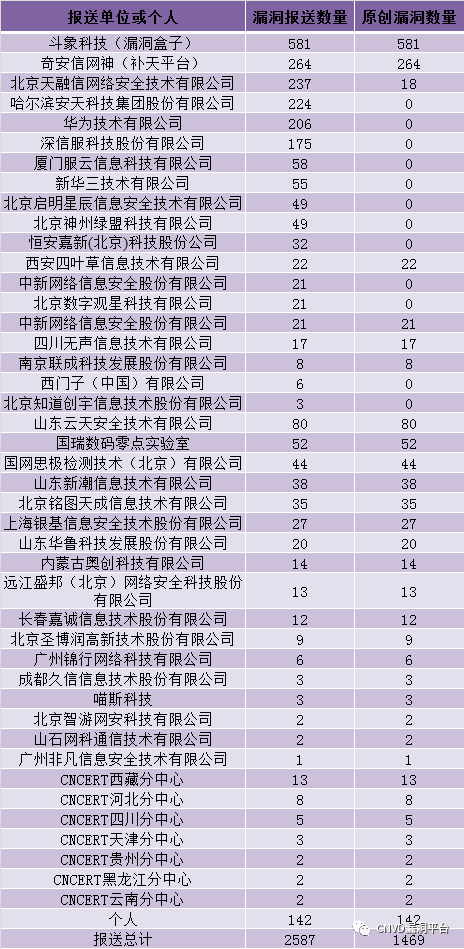 报送单位或个人 漏洞报送数量 原创漏洞数量
斗象科技（漏洞盒子） 581 581
奇安信网神（补天平台） 264 264
北京天融信网络安全技术有限公司 237 18
哈尔滨安天科技集团股份有限公司 224 0
华为技术有限公司 206 0
深信服科技股份有限公司 175 0
厦门服云信息科技有限公司 58 0
新华三技术有限公司 55 0
北京启明星辰信息安全技术有限公司 49 0
北京神州绿盟科技有限公司 49 0
恒安嘉新(北京)科技股份公司 32 0
西安四叶草信息技术有限公司 22 22
中新网络信息安全股份有限公司 21 0
北京数字观星科技有限公司 21 0
中新网络信息安全股份有限公司 21 21
四川无声信息技术有限公司 17 17
南京联成科技发展股份有限公司 8 8
西门子（中国）有限公司 6 0
北京知道创宇信息技术股份有限公司 3 0
山东云天安全技术有限公司 80 80
国瑞数码零点实验室 52 52
国网思极检测技术（北京）有限公司 44 44
山东新潮信息技术有限公司 38 38
北京铭图天成信息技术有限公司 35 35
上海银基信息安全技术股份有限公司 27 27
山东华鲁科技发展股份有限公司 20 20
内蒙古奥创科技有限公司 14 14
远江盛邦（北京）网络安全科技股份有限公司 13 13
长春嘉诚信息技术股份有限公司 12 12
北京圣博润高新技术股份有限公司 9 9
广州锦行网络科技有限公司 6 6
成都久信信息技术股份有限公司 3 3
喵斯科技 3 3
北京智游网安科技有限公司 2 2
山石网科通信技术有限公司 2 2
广州非凡信息安全技术有限公司 1 1
CNCERT西藏分中心 13 13
CNCERT河北分中心 8 8
CNCERT四川分中心 5 5
CNCERT天津分中心 3 3
CNCERT贵州分中心 2 2
CNCERT黑龙江分中心 2 2
CNCERT云南分中心 2 2
个人 142 142
报送总计 2587 1469
CNVD漏洞平台